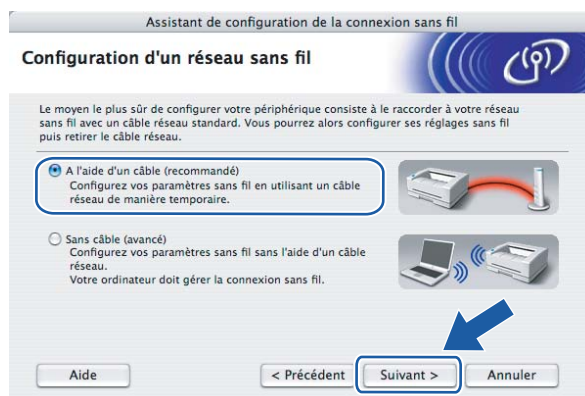 Assistant de configuration de la connexion sans fil
Configuration d'un réseau sans fil
Le moyen le plus sûr de configurer votre périphérique consiste à le raccorder à votre réseau
sans fil avec un câble réseau standard. Vous pourrez alors configurer ses réglages sans fil
puis retirer le câble réseau.
A l'aide d'un câble (recommandé)
Configurez vos paramètres sans fil en utilisant un câble
réseau de manière temporaire.
Sans câble (avancé)
Configurez vos paramètres sans fil sans l'aide d'un câble
réseau.
Votre ordinateur doit gérer la connexion sans fil.
Aide
< Précédent
Suivant >
Annuler